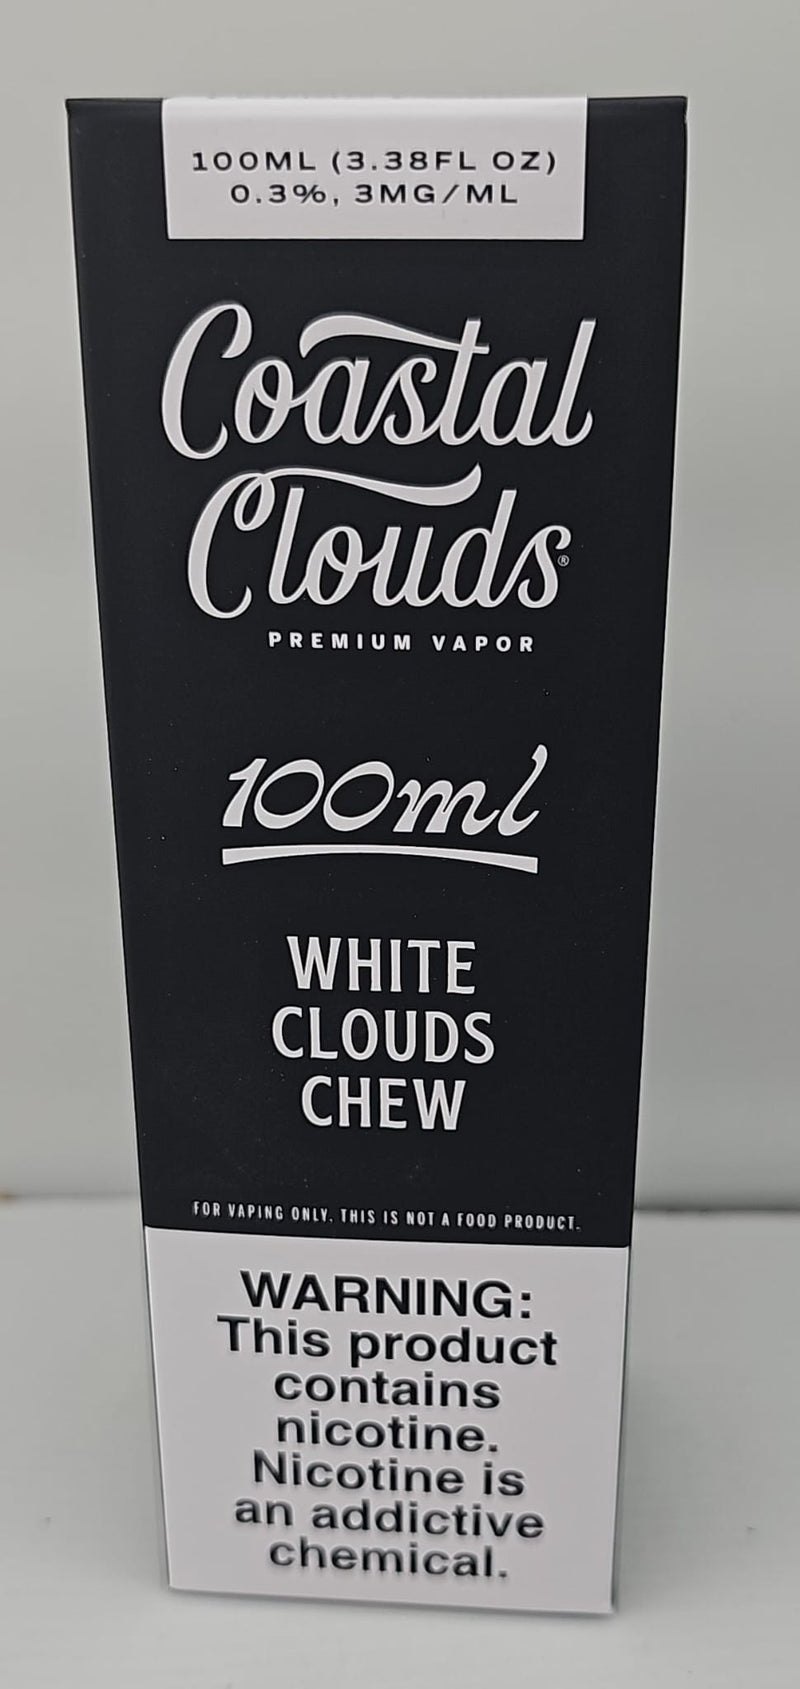 100ML (3.38FL OZ)
0.3%, 3MG/ML
Coastal
Clouds®
PREMIUM VAPOR
100ml
WHITE
CLOUDS
CHEW
FOR VAPING ONLY. THIS IS NOT A FOOD PRODUCT.
WARNING:
This product
contains
nicotine.
Nicotine is
an addictive
chemical.